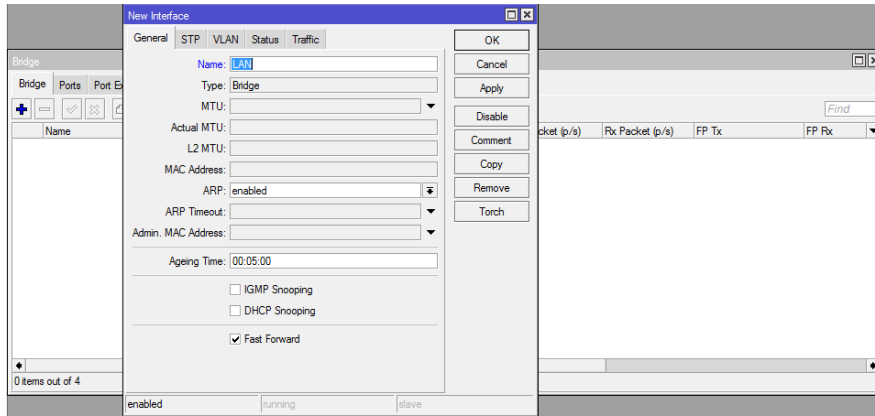 New Interface
General STP VLAN Status Traffic
Name: LAN
Type: Bridge
MTU:
Actual MTU:
L2 MTU:
MAC Address:
ARP: enabled
ARP Timeout:
Admin. MAC Address:
Ageing Time: 00:05:00
IGMP Snooping
DHCP Snooping
Fast Forward
enabled running slave
OK
Cancel
Apply
Disable
Comment
Copy
Remove
Torch
Bridge
Bridge Ports Port Ex
Find
Name cket (p/s) Rx Packet (p/s) FP Tx FP Rx
0 items out of 4